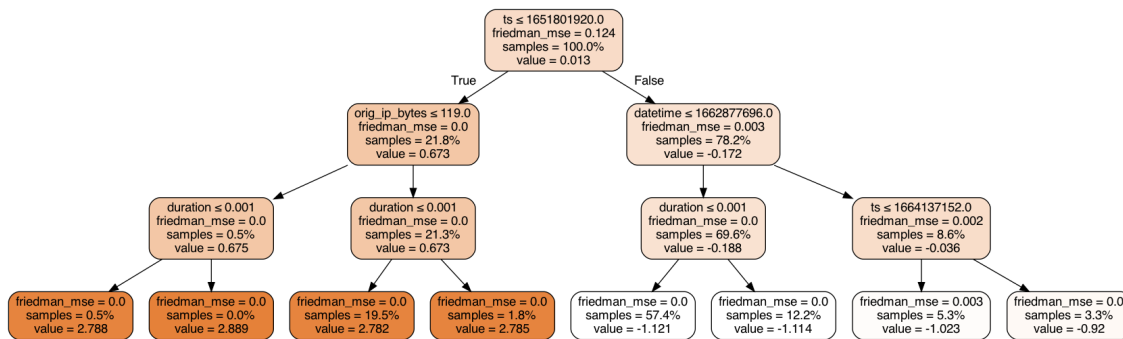 ts ≤ 1651801920.0
friedman_mse = 0.124
samples = 100.0%
value = 0.013
True
False
orig_ip_bytes ≤ 119.0
friedman_mse = 0.0
samples = 21.8%
value = 0.673
datetime ≤ 1662877696.0
friedman_mse = 0.003
samples = 78.2%
value = -0.172
duration ≤ 0.001
friedman_mse = 0.0
samples = 0.5%
value = 0.675
duration ≤ 0.001
friedman_mse = 0.0
samples = 21.3%
value = 0.673
duration ≤ 0.001
friedman_mse = 0.0
samples = 69.6%
value = -0.188
ts ≤ 1664137152.0
friedman_mse = 0.002
samples = 8.6%
value = -0.036
friedman_mse = 0.0
samples = 0.5%
value = 2.788
friedman_mse = 0.0
samples = 0.0%
value = 2.889
friedman_mse = 0.0
samples = 19.5%
value = 2.782
friedman_mse = 0.0
samples = 1.8%
value = 2.785
friedman_mse = 0.0
samples = 57.4%
value = -1.121
friedman_mse = 0.0
samples = 12.2%
value = -1.114
friedman_mse = 0.003
samples = 5.3%
value = -1.023
friedman_mse = 0.0
samples = 3.3%
value = -0.92